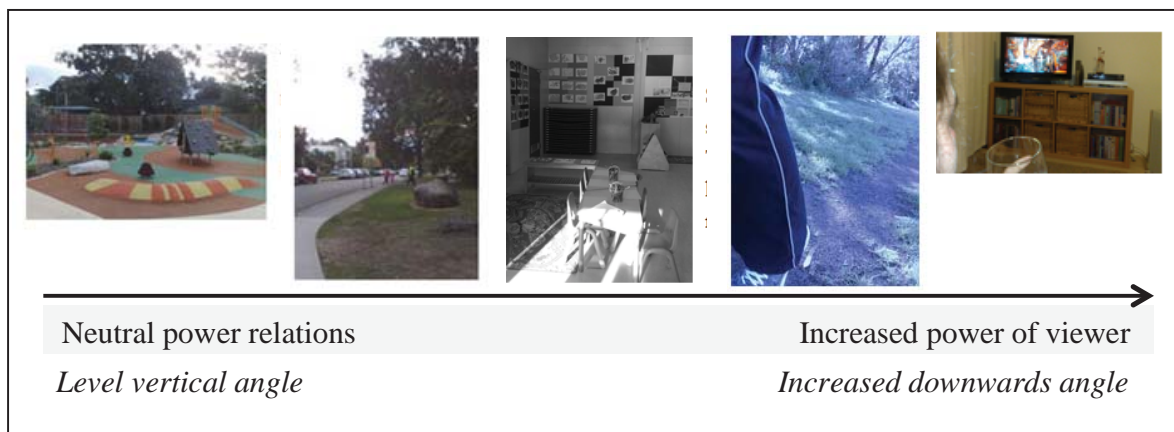 Neutral power relations
Increased power of viewer
Level vertical angle
Increased downwards angle